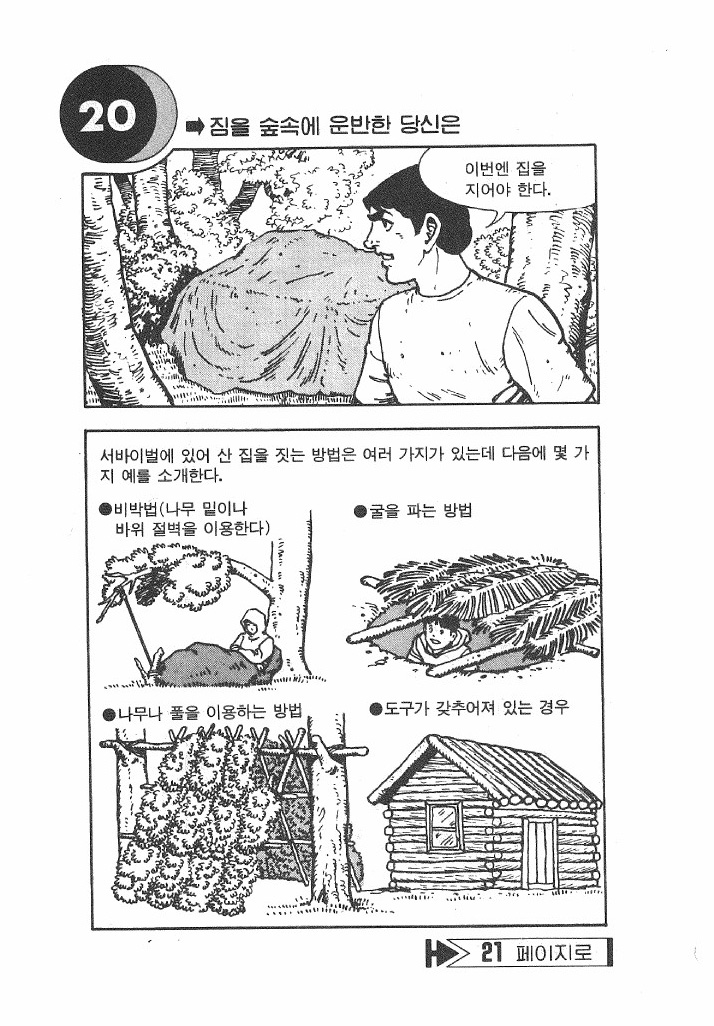 20
➡짐을 숲속에 운반한 당신은
이번엔 집을
지어야 한다.
서바이벌에 있어 산 집을 짓는 방법은 여러 가지가 있는데 다음에 몇 가
지 예를 소개한다.
●비박법(나무 밑이나
바위 절벽을 이용한다)
●굴을 파는 방법
●나무나 풀을 이용하는 방법
●도구가 갖추어져 있는 경우
21 페이지로